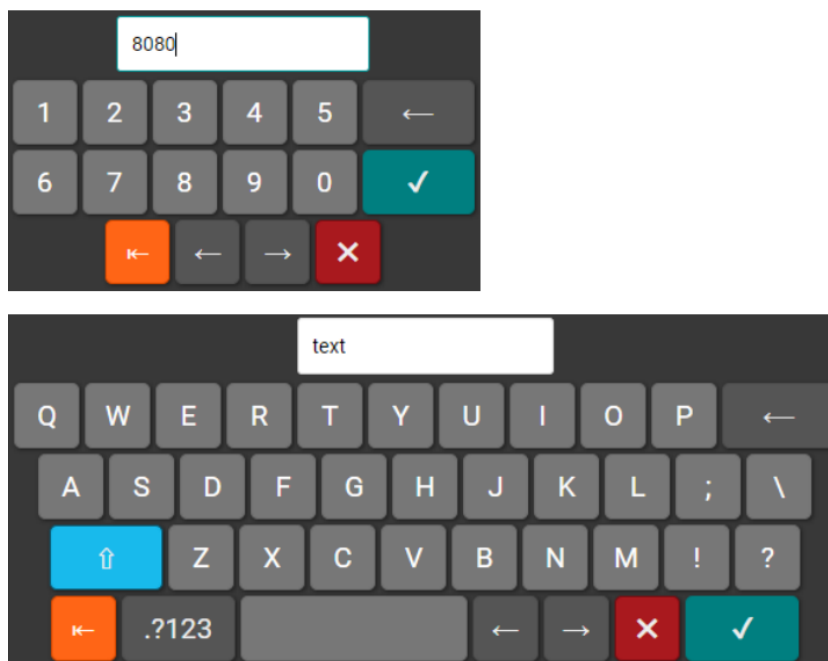 8080
1 2 3 4 5 ←
6 7 8 9 0 ✓
⇤ ← → ✕
text
Q W E R T Y U I O P ←
A S D F G H J K L ; \
⇧ Z X C V B N M ! ?
⇤ .?123 ← → ✕ ✓